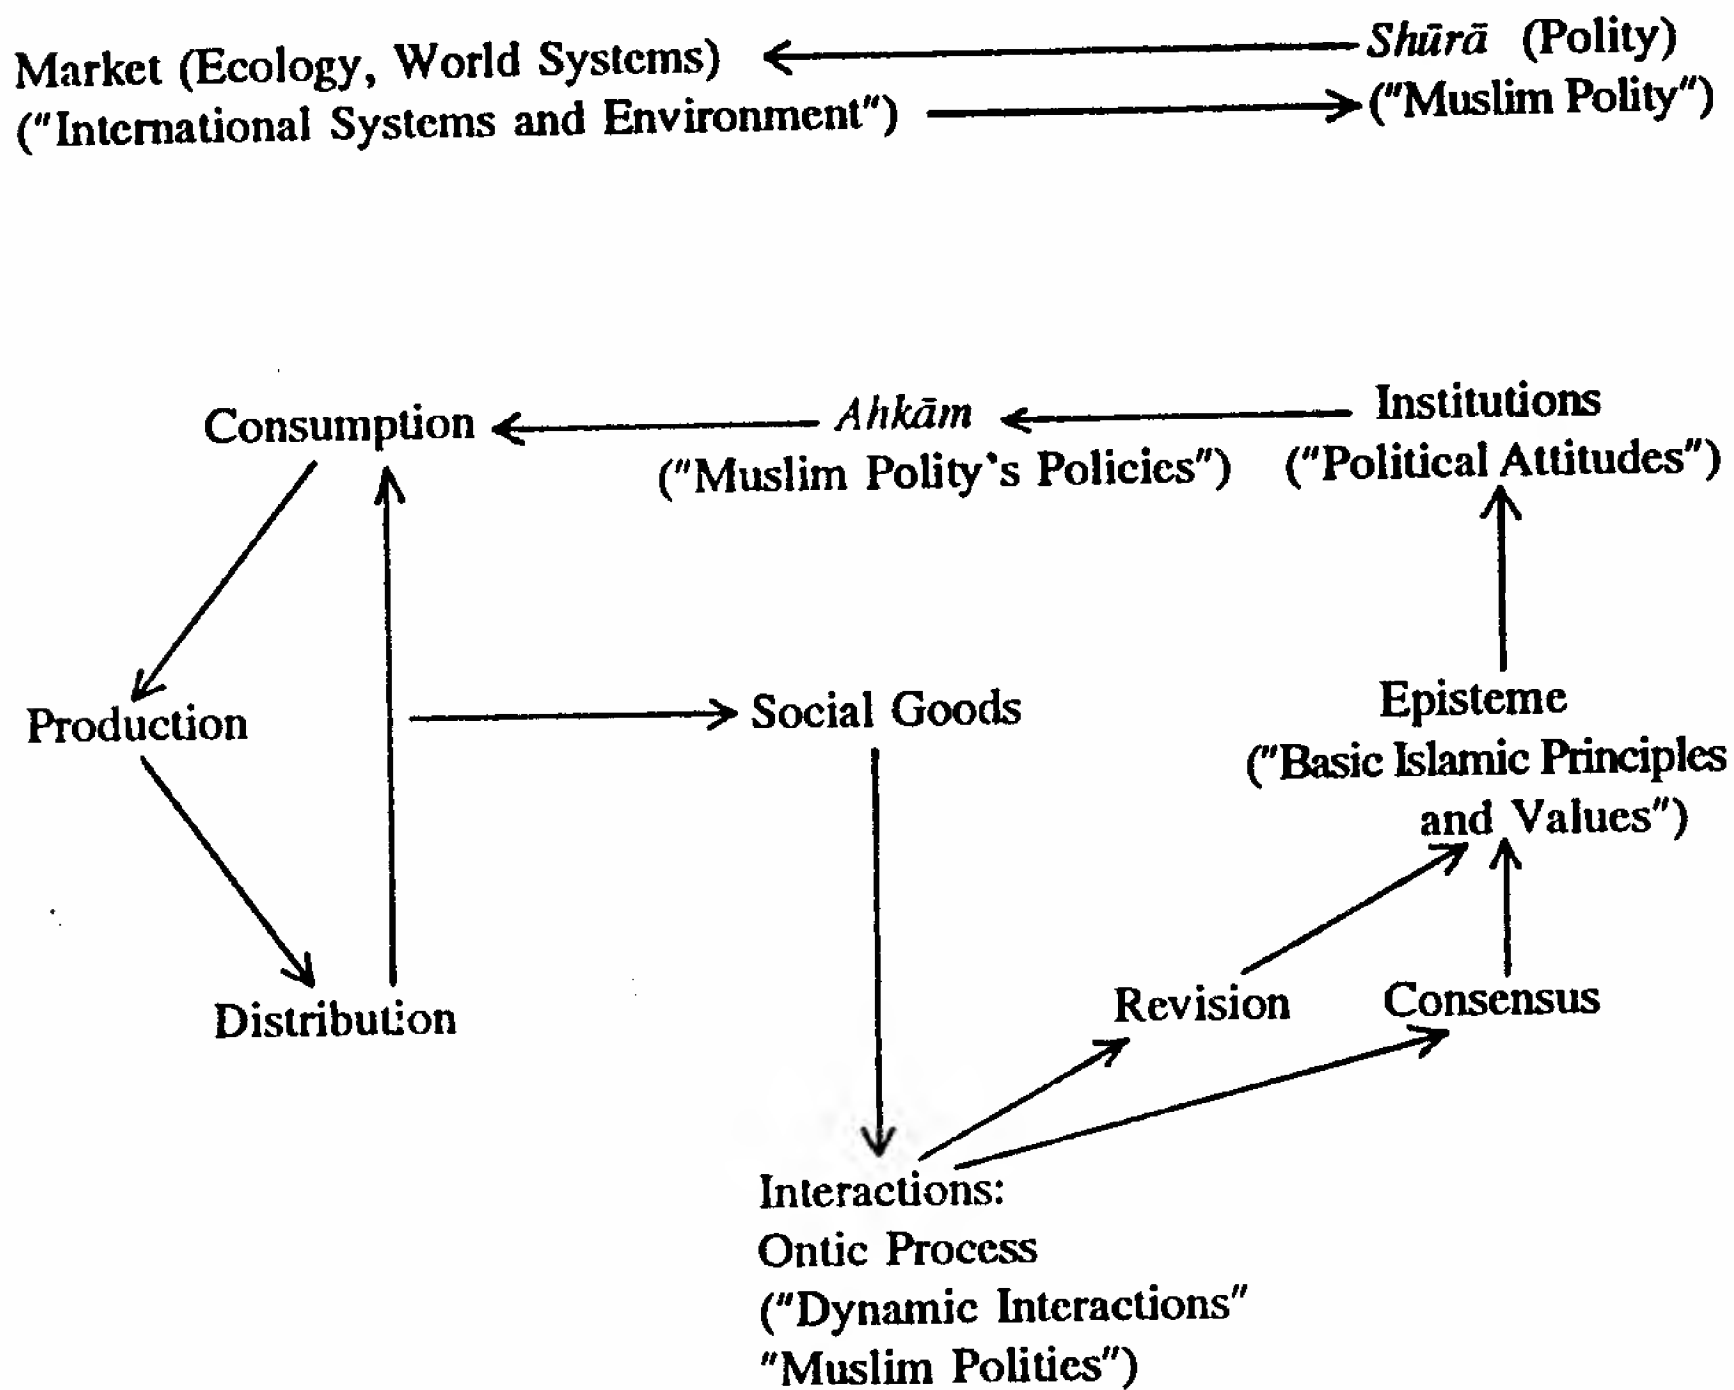 Market (Ecology, World Systems)
Shūrā (Polity)
("International Systems and Environment")
("Muslim Polity")
Consumption
Ahkām
Institutions
("Muslim Polity's Policies")
("Political Attitudes")
Production
Social Goods
Episteme
("Basic Islamic Principles
and Values")
Distribution
Revision
Consensus
Interactions:
Ontic Process
("Dynamic Interactions"
"Muslim Polities")